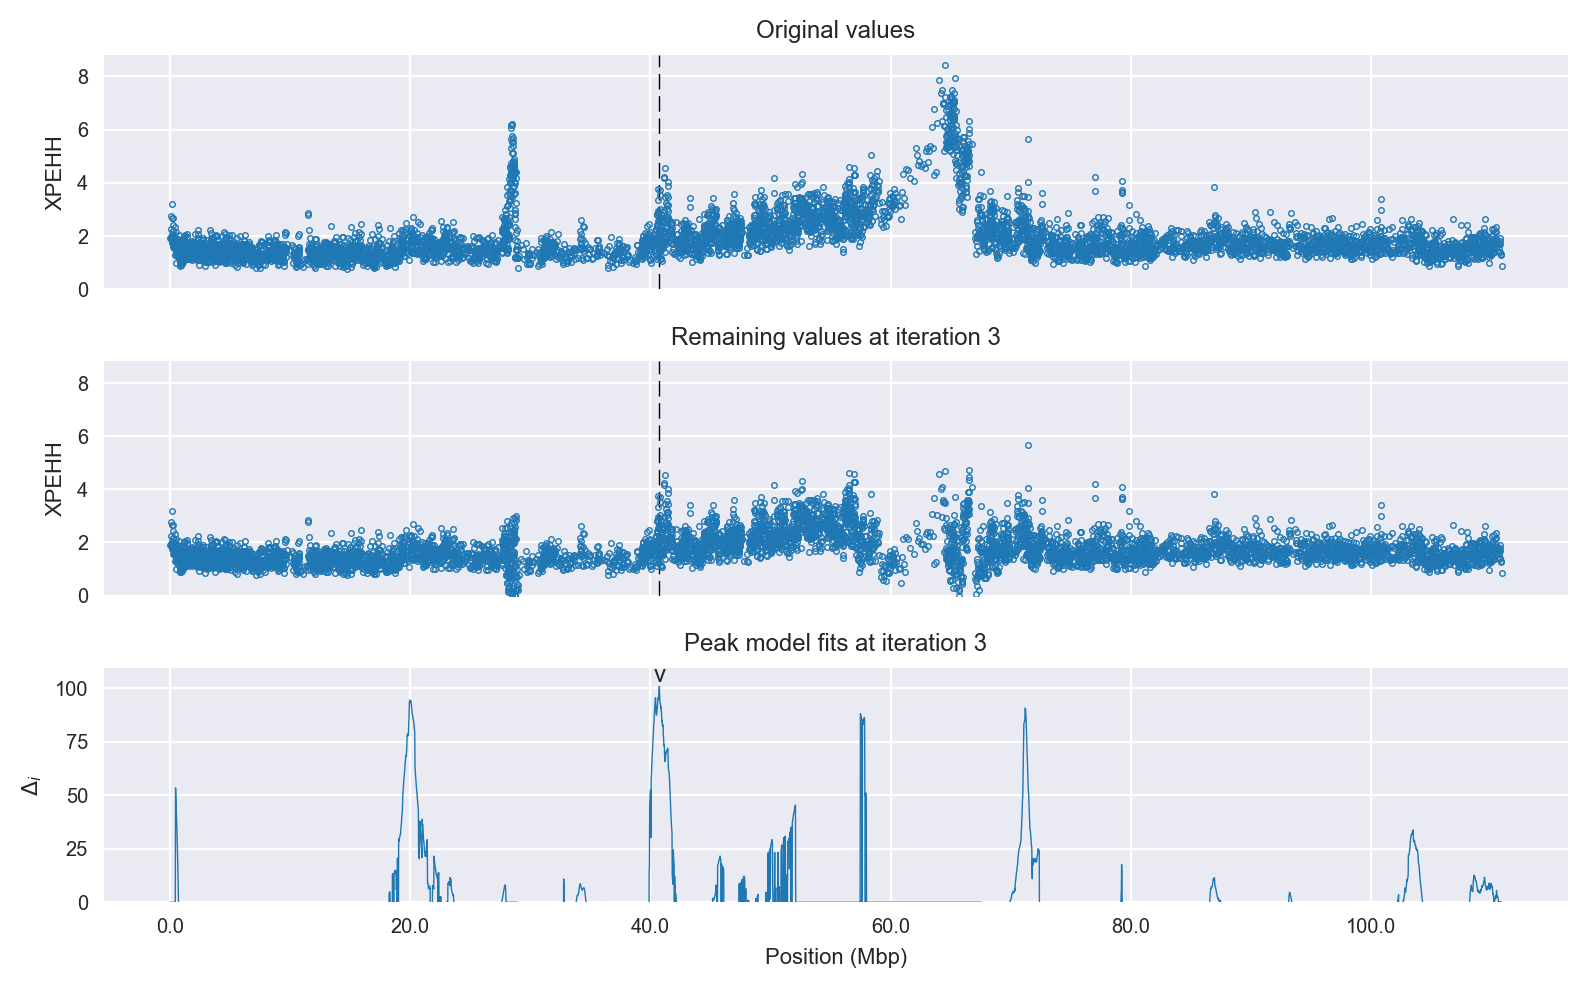 Original values
8
6
4
2
0
XPEHH
Remaining values at iteration 3
8
6
4
2
0
XPEHH
Peak model fits at iteration 3
v
100
75
50
25
0
Δi
0.0 20.0 40.0 60.0 80.0 100.0
Position (Mbp)